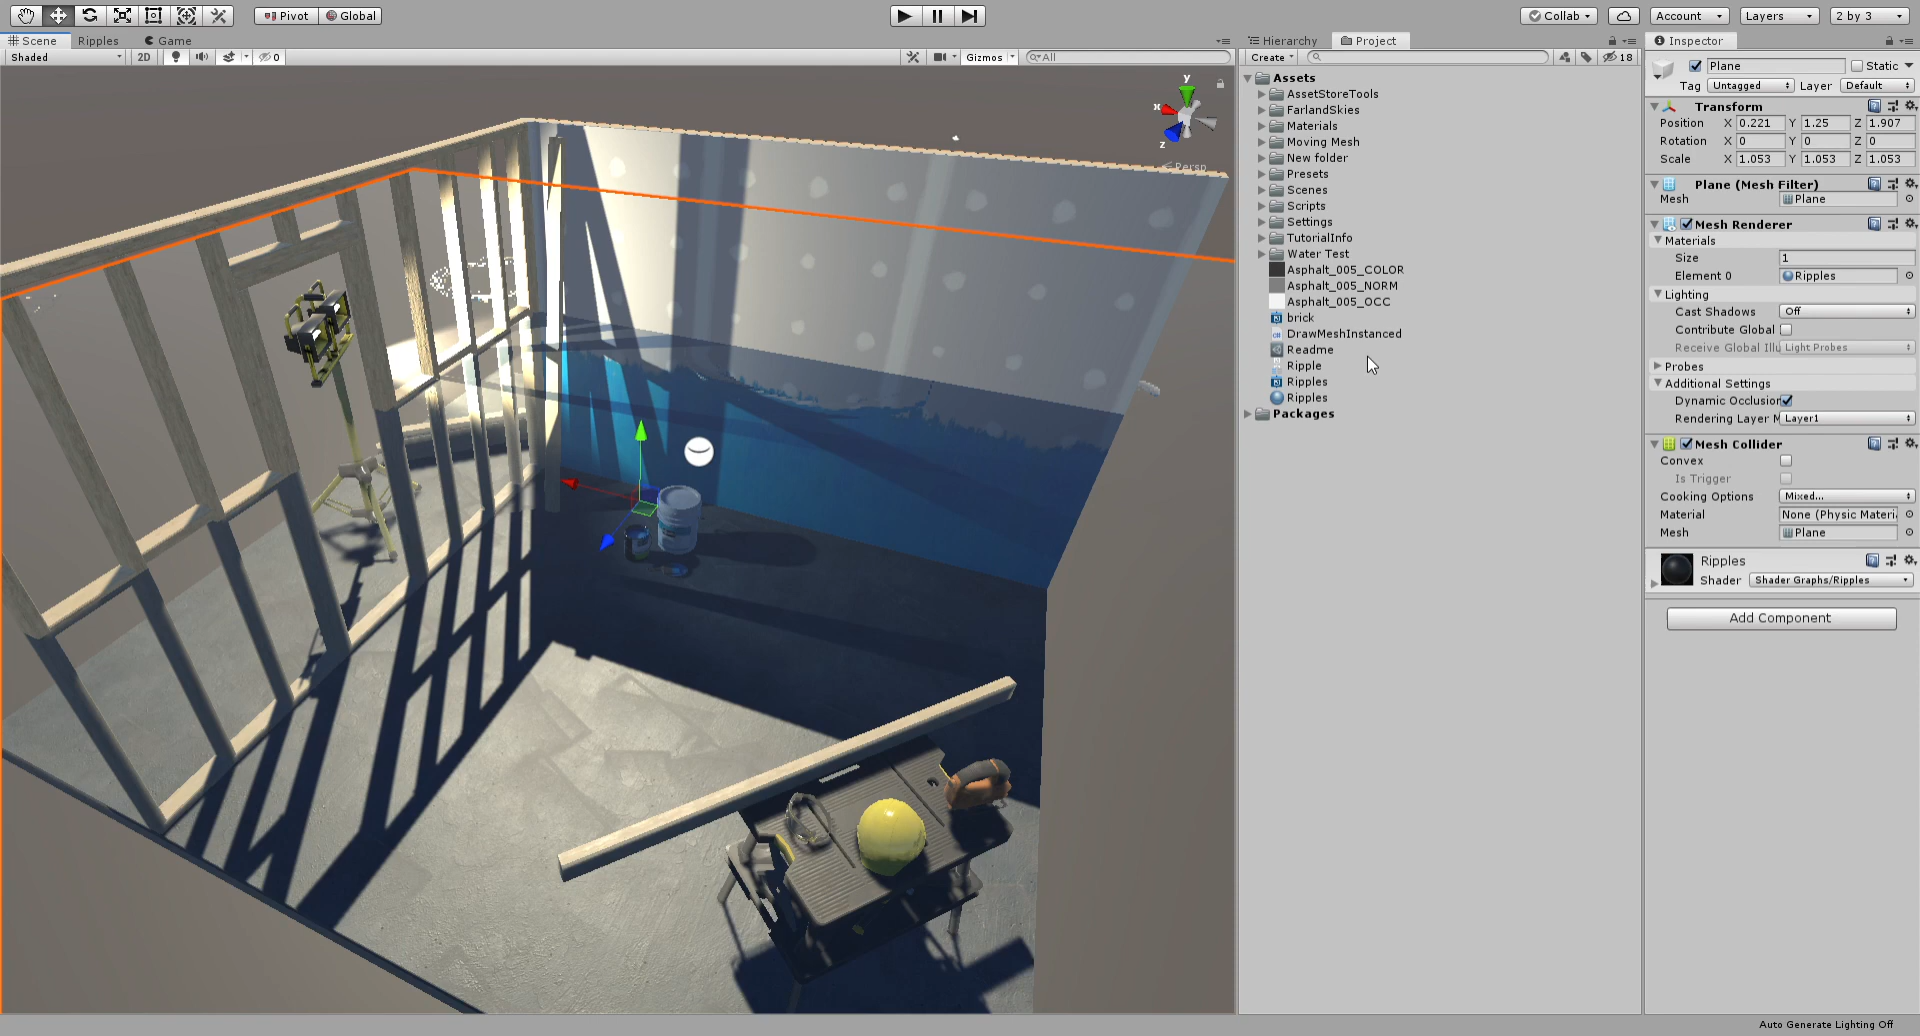 Pivot Global Collab Account Layers 2 by 3
Scene Ripples Game
Hierarchy Project
Inspector
Shaded 2D 0 Gizmos All
Create 18
Assets
AssetStoreTools
FarlandSkies
Materials
Moving Mesh
New folder
Presets
Scenes
Scripts
Settings
TutorialInfo
Water Test
Asphalt_005_COLOR
Asphalt_005_NORM
Asphalt_005_OCC
brick
DrawMeshInstanced
Readme
Ripple
Ripples
Ripples
Packages
y
x
z
Persp
Plane Static
Tag Untagged Layer Default
Transform
Position X 0.221 Y 1.25 Z 1.907
Rotation X 0 Y 0 Z 0
Scale X 1.053 Y 1.053 Z 1.053
Plane (Mesh Filter)
Mesh Plane
Mesh Renderer
Materials
Size 1
Element 0 Ripples
Lighting
Cast Shadows Off
Contribute Global
Receive Global Illu Light Probes
Probes
Additional Settings
Dynamic Occlusion
Rendering Layer M Layer1
Mesh Collider
Convex
Is Trigger
Cooking Options Mixed...
Material None (Physic Materi
Mesh Plane
Ripples
Shader Shader Graphs/Ripples
Add Component
Auto Generate Lighting Off